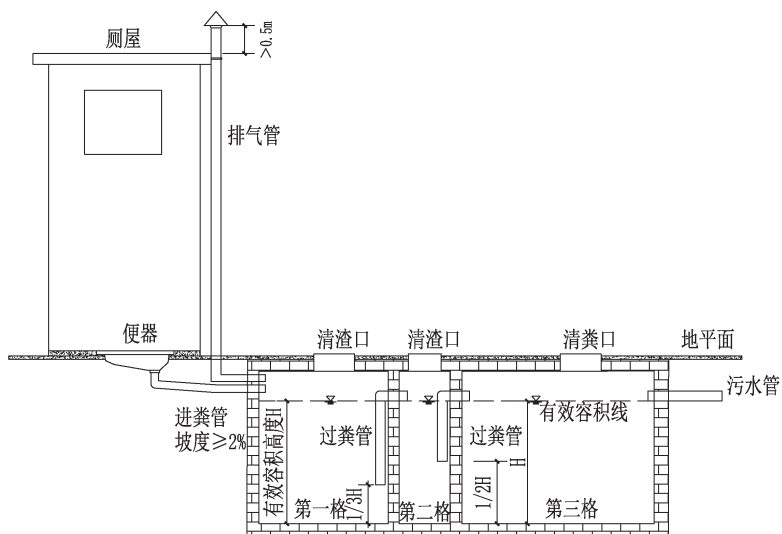 厕屋
>0.5m
排气管
便器
清渣口
清渣口
清粪口
地平面
污水管
进粪管
坡度≥2%
有效容积高度H
过粪管
过粪管
有效容积线
H
1/3H
1/2H
第一格
第二格
第三格